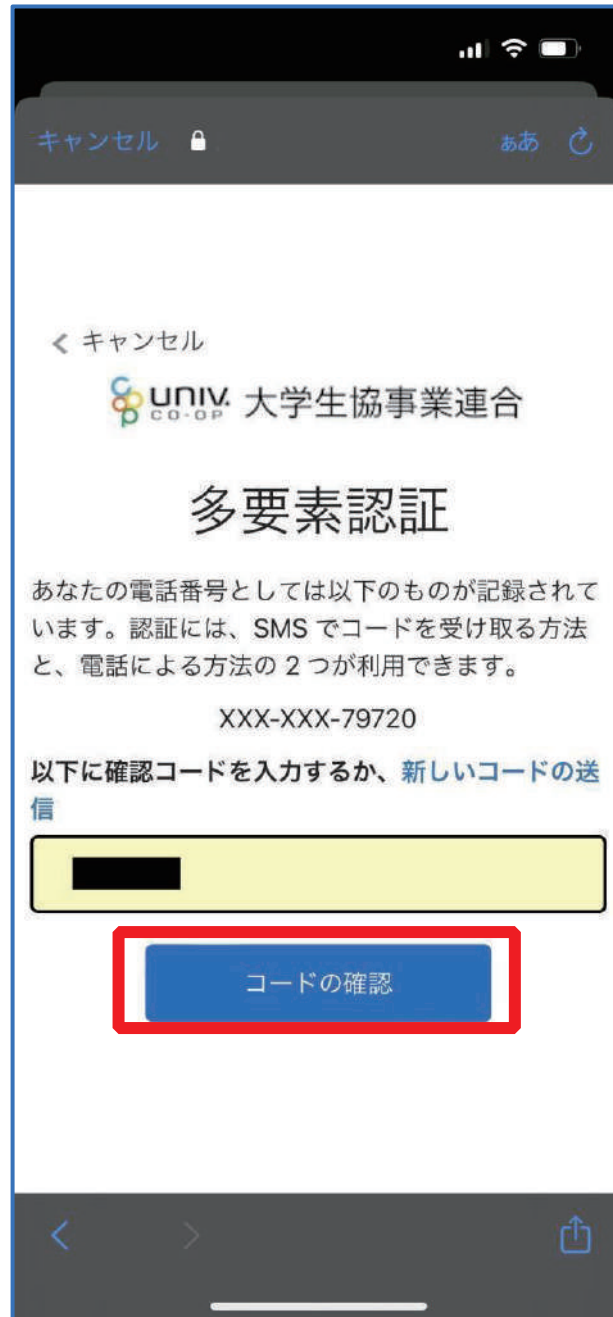 キャンセル ぁあ
キャンセル
UNIV. CO-OP 大学生協事業連合
多要素認証
あなたの電話番号としては以下のものが記録されて
います。認証には、SMS でコードを受け取る方法
と、電話による方法の 2 つが利用できます。
XXX-XXX-79720
以下に確認コードを入力するか、新しいコードの送
信
コードの確認